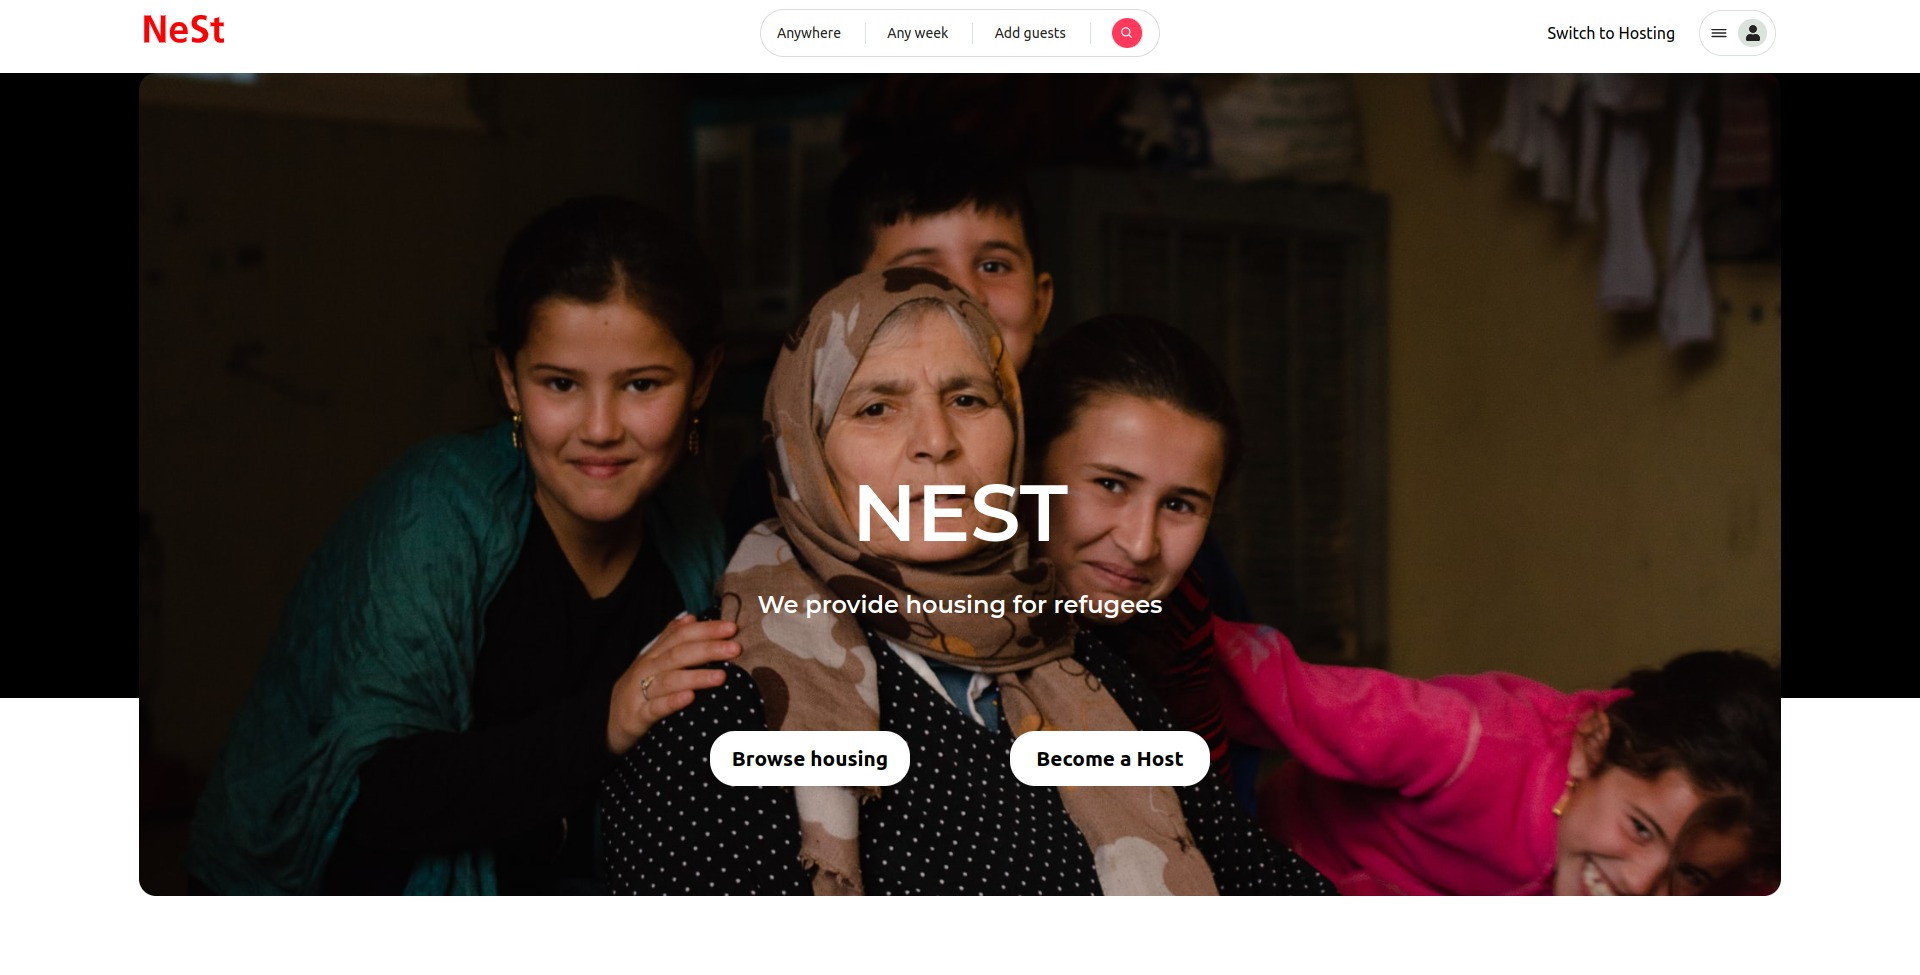 NeSt
Anywhere
Any week
Add guests
Switch to Hosting
NEST
We provide housing for refugees
Browse housing
Become a Host